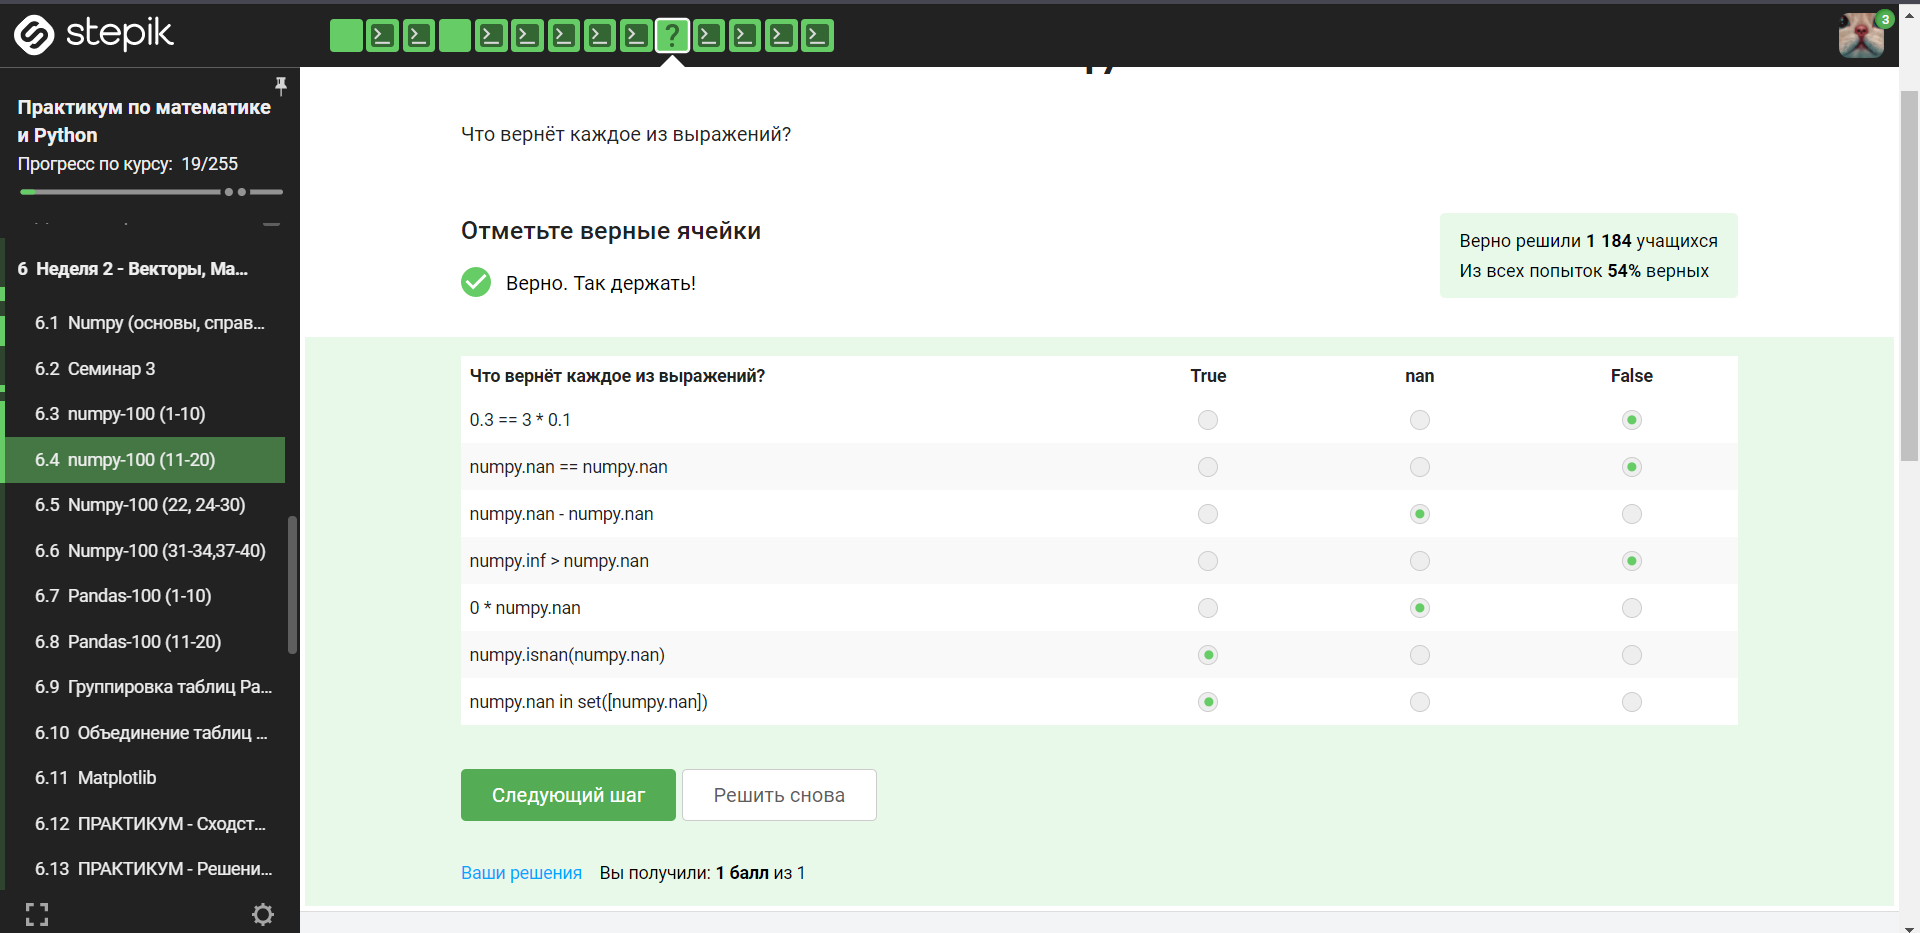 stepik
3
Практикум по математике
и Python
Прогресс по курсу: 19/255
6 Неделя 2 - Векторы, Ма...
6.1 Numpy (основы, справ...
6.2 Семинар 3
6.3 numpy-100 (1-10)
6.4 numpy-100 (11-20)
6.5 Numpy-100 (22, 24-30)
6.6 Numpy-100 (31-34,37-40)
6.7 Pandas-100 (1-10)
6.8 Pandas-100 (11-20)
6.9 Группировка таблиц Pa...
6.10 Объединение таблиц ...
6.11 Matplotlib
6.12 ПРАКТИКУМ - Сходст...
6.13 ПРАКТИКУМ - Решени...
Что вернёт каждое из выражений?
Отметьте верные ячейки
Верно. Так держать!
Верно решили 1 184 учащихся
Из всех попыток 54% верных
Что вернёт каждое из выражений? True nan False
0.3 == 3 * 0.1
numpy.nan == numpy.nan
numpy.nan - numpy.nan
numpy.inf > numpy.nan
0 * numpy.nan
numpy.isnan(numpy.nan)
numpy.nan in set([numpy.nan])
Следующий шаг Решить снова
Ваши решения Вы получили: 1 балл из 1